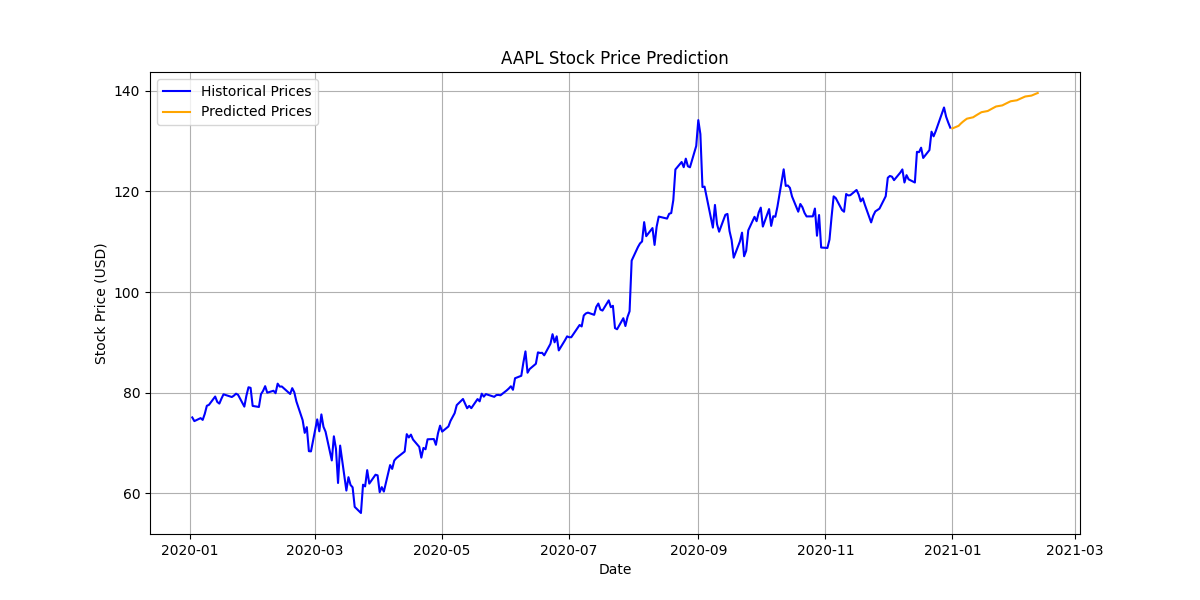 AAPL Stock Price Prediction
Historical Prices
Predicted Prices
140
120
100
80
60
Stock Price (USD)
2020-01 2020-03 2020-05 2020-07 2020-09 2020-11 2021-01 2021-03
Date